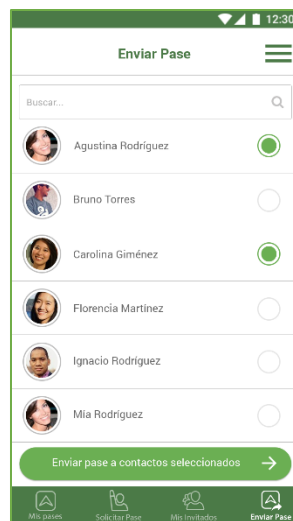 12:30
Enviar Pase
Buscar...
Agustina Rodríguez
Bruno Torres
Carolina Giménez
Florencia Martínez
Ignacio Rodríguez
Mía Rodríguez
Enviar pase a contactos seleccionados
Mis pases Solicitar Pase Mis Invitados Enviar Pase